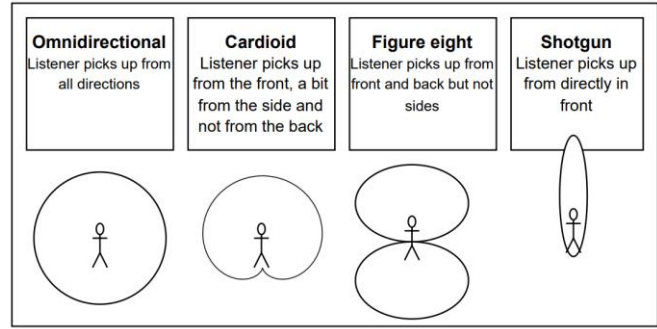 Omnidirectional
Listener picks up from
all directions
Cardioid
Listener picks up
from the front, a bit
from the side and
not from the back
Figure eight
Listener picks up from
front and back but not
sides
Shotgun
Listener picks up
from directly in
front